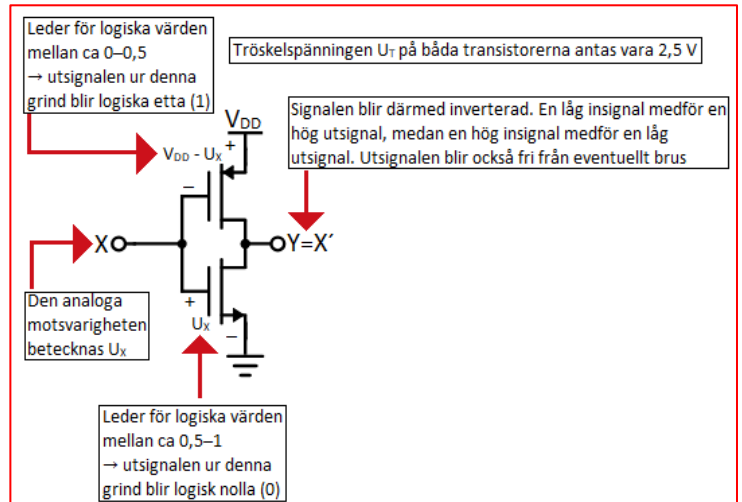 Leder för logiska värden
mellan ca 0–0,5
→ utsignalen ur denna
grind blir logiska etta (1)
Tröskelspänningen UT på båda transistorerna antas vara 2,5 V
Signalen blir därmed inverterad. En låg insignal medför en
hög utsignal, medan en hög insignal medför en låg
utsignal. Utsignalen blir också fri från eventuellt brus
VDD
+
VDD - UX
–
X
Y=X´
Den analoga
motsvarigheten
betecknas UX
+
UX
–
Leder för logiska värden
mellan ca 0,5–1
→ utsignalen ur denna
grind blir logisk nolla (0)